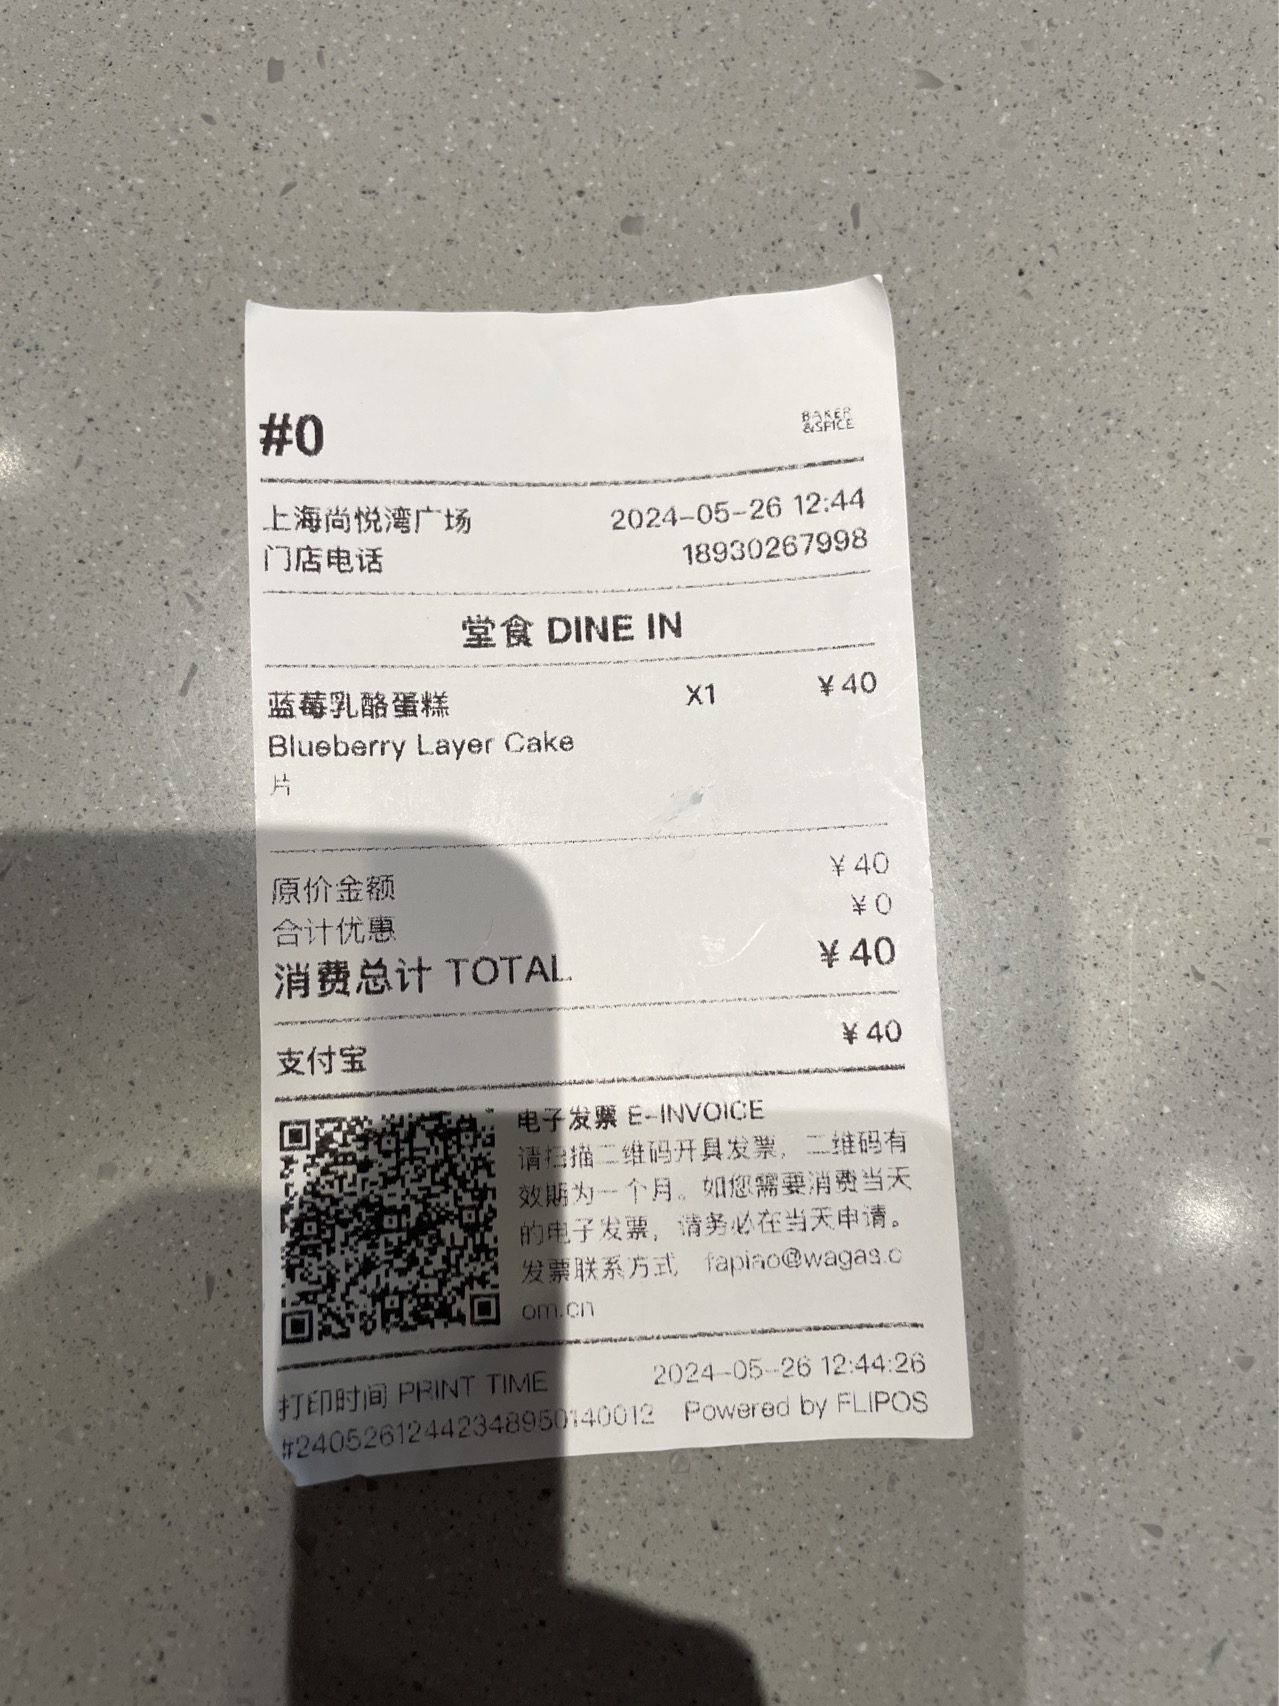 #0
BAKER
&SPICE
上海尚悦湾广场 2024-05-26 12:44
门店电话 18930267998
堂食 DINE IN
蓝莓乳酪蛋糕 X1 ¥40
Blueberry Layer Cake
片
原价金额 ¥40
合计优惠 ¥0
消费总计 TOTAL ¥40
支付宝 ¥40
电子发票 E-INVOICE
请扫描二维码开具发票，二维码有
效期为一个月。如您需要消费当天
的电子发票，请务必在当天申请。
发票联系方式 fapiao@wagas.c
om.cn
打印时间 PRINT TIME 2024-05-26 12:44:26
#24052612442348950140012 Powered by FLIPOS